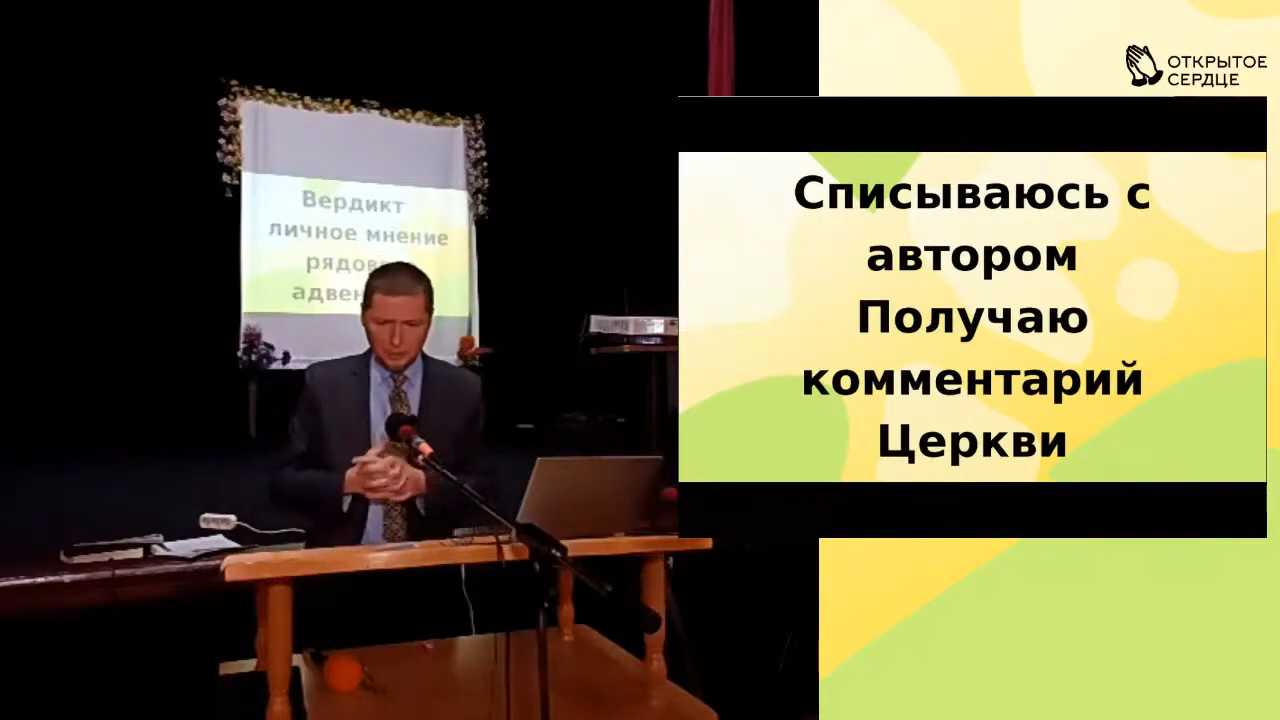 Вердикт
личное мнение
ОТКРЫТОЕ
СЕРДЦЕ
Списываюсь с
автором
Получаю
комментарий
Церкви